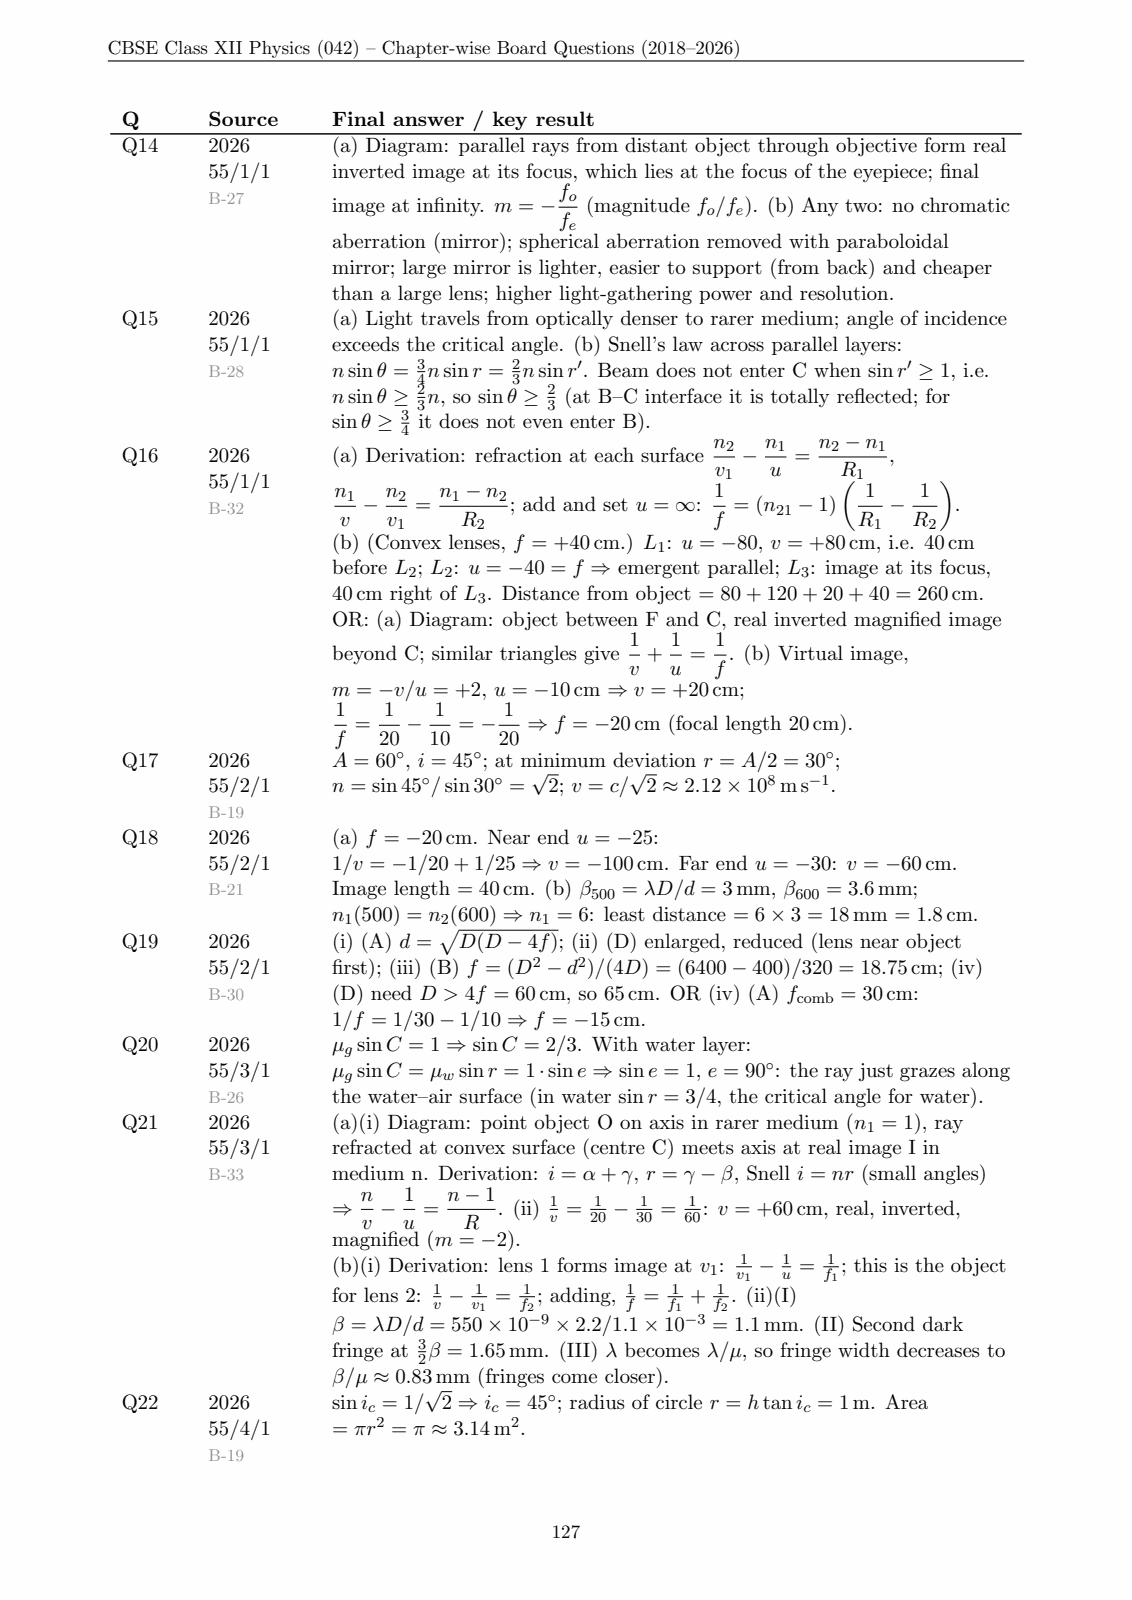 CBSE Class XII Physics (042) – Chapter-wise Board Questions (2018–2026)
Q Source Final answer / key result
Q14 2026 (a) Diagram: parallel rays from distant object through objective form real
55/1/1 inverted image at its focus, which lies at the focus of the eyepiece; final
B-27 image at infinity. m = −f_o/f_e (magnitude f_o/f_e). (b) Any two: no chromatic
aberration (mirror); spherical aberration removed with paraboloidal
mirror; large mirror is lighter, easier to support (from back) and cheaper
than a large lens; higher light-gathering power and resolution.
Q15 2026 (a) Light travels from optically denser to rarer medium; angle of incidence
55/1/1 exceeds the critical angle. (b) Snell's law across parallel layers:
B-28 n sin θ = 3/4 n sin r = 2/3 n sin r′. Beam does not enter C when sin r′ ≥ 1, i.e.
n sin θ ≥ 2/3 n, so sin θ ≥ 2/3 (at B–C interface it is totally reflected; for
sin θ ≥ 3/4 it does not even enter B).
Q16 2026 (a) Derivation: refraction at each surface n₂/v₁ − n₁/u = (n₂ − n₁)/R₁,
55/1/1
B-32 n₁/v − n₂/v₁ = (n₁ − n₂)/R₂; add and set u = ∞: 1/f = (n₂₁ − 1)(1/R₁ − 1/R₂).
(b) (Convex lenses, f = +40 cm.) L₁: u = −80, v = +80 cm, i.e. 40 cm
before L₂; L₂: u = −40 = f ⇒ emergent parallel; L₃: image at its focus,
40 cm right of L₃. Distance from object = 80 + 120 + 20 + 40 = 260 cm.
OR: (a) Diagram: object between F and C, real inverted magnified image
beyond C; similar triangles give 1/v + 1/u = 1/f. (b) Virtual image,
m = −v/u = +2, u = −10 cm ⇒ v = +20 cm;
1/f = 1/20 − 1/10 = −1/20 ⇒ f = −20 cm (focal length 20 cm).
Q17 2026 A = 60°, i = 45°; at minimum deviation r = A/2 = 30°;
55/2/1 n = sin 45°/ sin 30° = √2; v = c/√2 ≈ 2.12 × 10⁸ m s⁻¹.
B-19
Q18 2026 (a) f = −20 cm. Near end u = −25:
55/2/1 1/v = −1/20 + 1/25 ⇒ v = −100 cm. Far end u = −30: v = −60 cm.
B-21 Image length = 40 cm. (b) β₅₀₀ = λD/d = 3 mm, β₆₀₀ = 3.6 mm;
n₁(500) = n₂(600) ⇒ n₁ = 6: least distance = 6 × 3 = 18 mm = 1.8 cm.
Q19 2026 (i) (A) d = √(D(D − 4f)); (ii) (D) enlarged, reduced (lens near object
55/2/1 first); (iii) (B) f = (D² − d²)/(4D) = (6400 − 400)/320 = 18.75 cm; (iv)
B-30 (D) need D > 4f = 60 cm, so 65 cm. OR (iv) (A) f_comb = 30 cm:
1/f = 1/30 − 1/10 ⇒ f = −15 cm.
Q20 2026 μ_g sin C = 1 ⇒ sin C = 2/3. With water layer:
55/3/1 μ_g sin C = μ_w sin r = 1 · sin e ⇒ sin e = 1, e = 90°: the ray just grazes along
B-26 the water–air surface (in water sin r = 3/4, the critical angle for water).
Q21 2026 (a)(i) Diagram: point object O on axis in rarer medium (n₁ = 1), ray
55/3/1 refracted at convex surface (centre C) meets axis at real image I in
B-33 medium n. Derivation: i = α + γ, r = γ − β, Snell i = nr (small angles)
⇒ n/v − 1/u = (n − 1)/R. (ii) 1/v = 1/20 − 1/30 = 1/60: v = +60 cm, real, inverted,
magnified (m = −2).
(b)(i) Derivation: lens 1 forms image at v₁: 1/v₁ − 1/u = 1/f₁; this is the object
for lens 2: 1/v − 1/v₁ = 1/f₂; adding, 1/f = 1/f₁ + 1/f₂. (ii)(I)
β = λD/d = 550 × 10⁻⁹ × 2.2/1.1 × 10⁻³ = 1.1 mm. (II) Second dark
fringe at 3/2 β = 1.65 mm. (III) λ becomes λ/μ, so fringe width decreases to
β/μ ≈ 0.83 mm (fringes come closer).
Q22 2026 sin i_c = 1/√2 ⇒ i_c = 45°; radius of circle r = h tan i_c = 1 m. Area
55/4/1 = πr² = π ≈ 3.14 m².
B-19
127